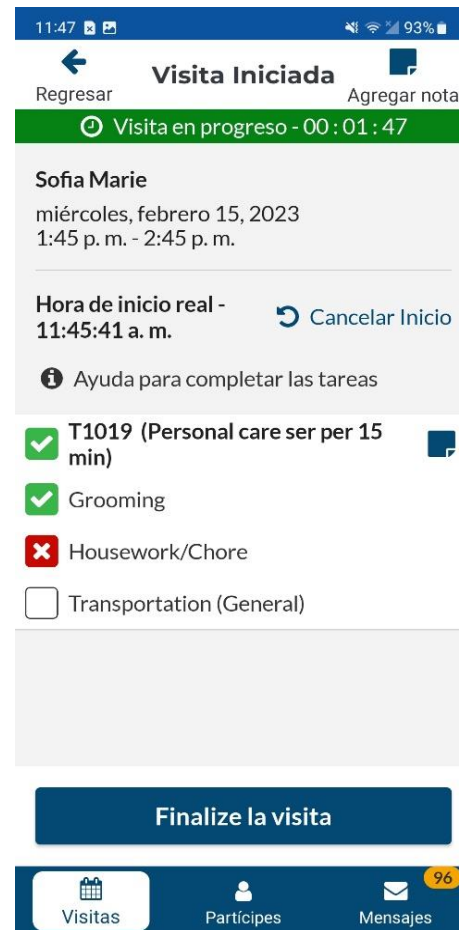 11:47 93%
Regresar
Visita Iniciada
Agregar nota
Visita en progreso - 00 : 01 : 47
Sofia Marie
miércoles, febrero 15, 2023
1:45 p. m. - 2:45 p. m.
Hora de inicio real -
11:45:41 a. m.
Cancelar Inicio
Ayuda para completar las tareas
T1019 (Personal care ser per 15
min)
Grooming
Housework/Chore
Transportation (General)
Finalize la visita
96
Visitas
Partícipes
Mensajes